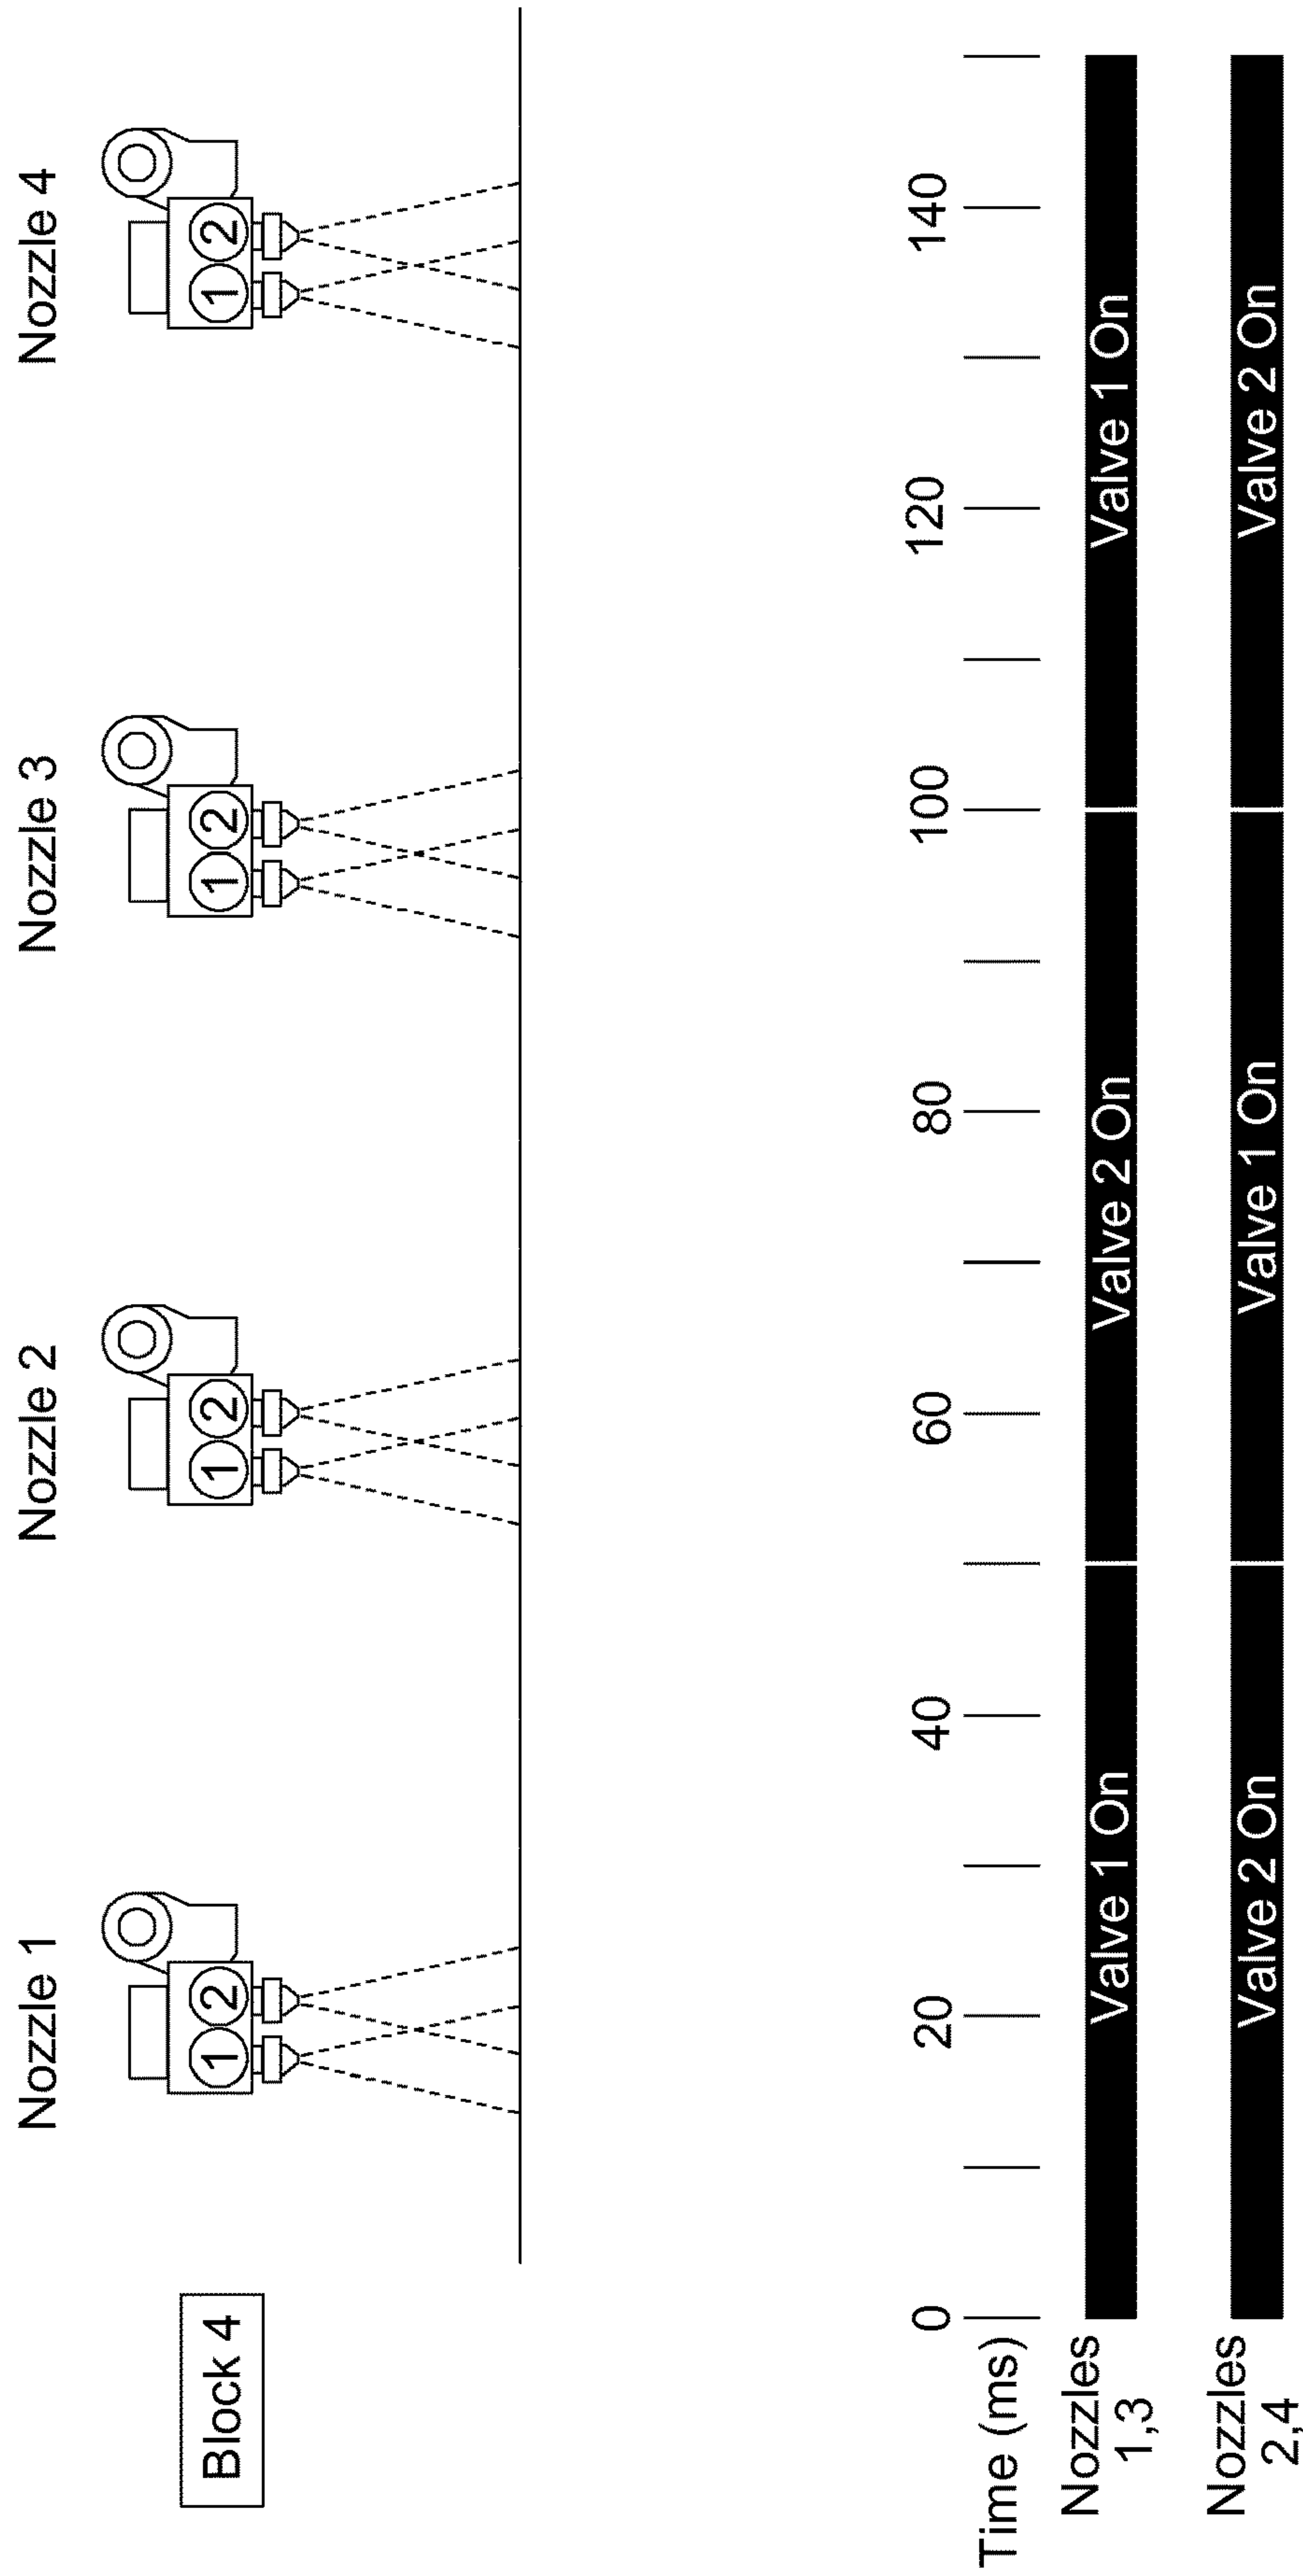 Nozzle 1
Nozzle 2
Nozzle 3
Nozzle 4
Block 4
1
2
1
2
1
2
1
2
0
20
40
60
80
100
120
140
Time (ms)
Nozzles
1,3
Valve 1 On
Valve 2 On
Valve 1 On
Nozzles
2,4
Valve 2 On
Valve 1 On
Valve 2 On